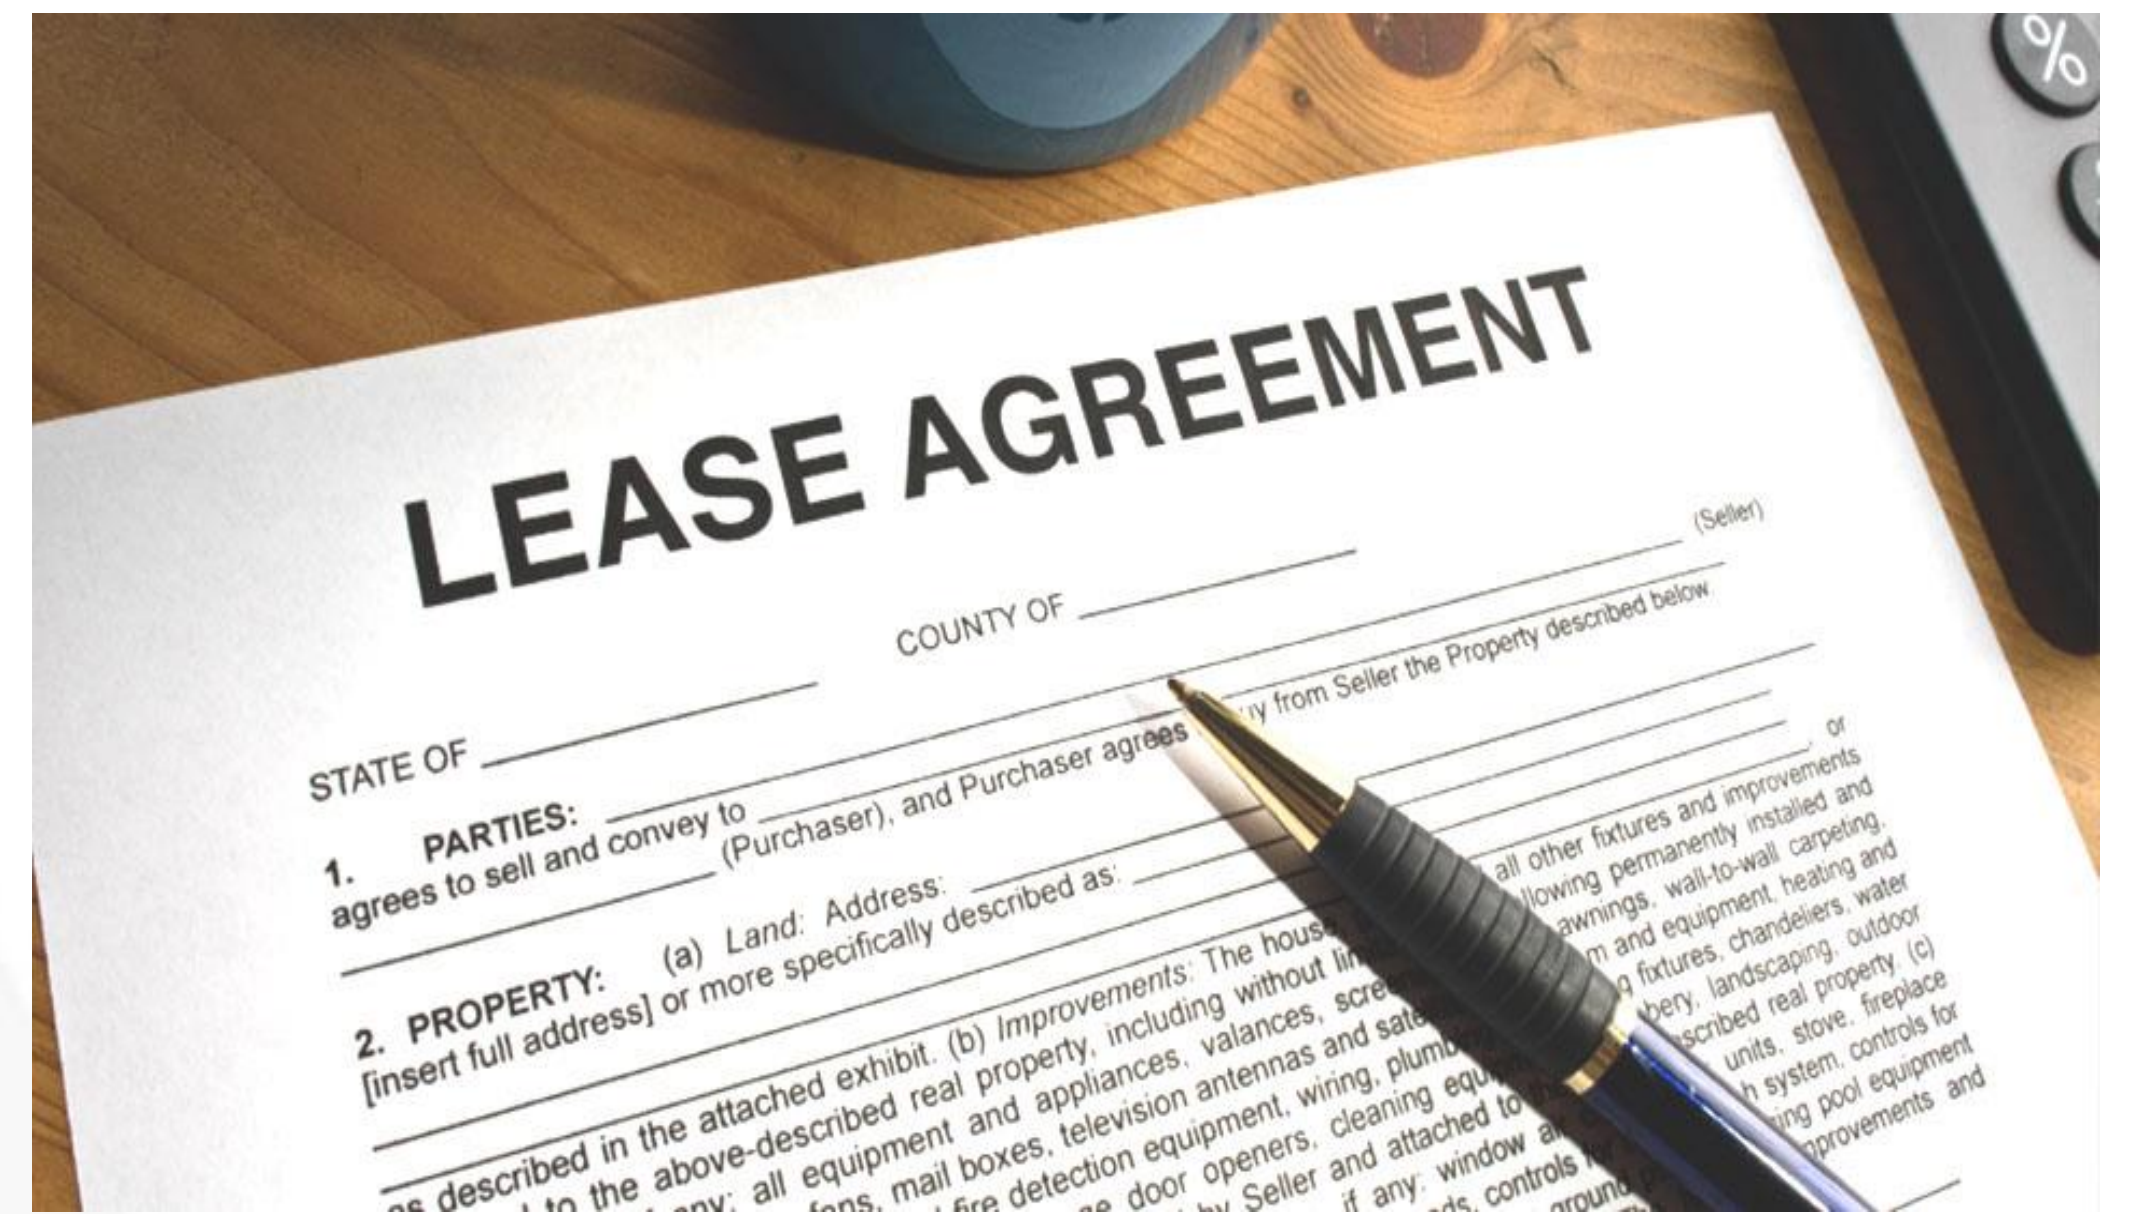 %
LEASE AGREEMENT
STATE OF COUNTY OF
1. PARTIES: (Seller)
agrees to sell and convey to
(Purchaser), and Purchaser agrees from Seller the Property described below
2. PROPERTY: (a) Land: Address:
[insert full address] or more specifically described as:
, or
as described in the attached exhibit. (b) Improvements: The house all other fixtures and improvements
to the above-described real property, including without permanently installed and
all equipment and appliances, valances, awnings, wall-to-wall carpeting,
mail boxes, television antennas and and equipment, heating and
fire detection equipment, wiring, fixtures, chandeliers, water
door openers, cleaning landscaping, outdoor
by Seller and attached to real property. (c)
if any: window units, stove, fireplace
controls system, controls for
ground pool equipment
improvements and